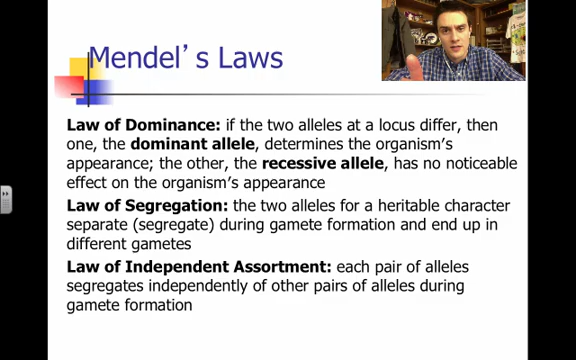 Mendel's Laws
Law of Dominance: if the two alleles at a locus differ, then
one, the dominant allele, determines the organism's
appearance; the other, the recessive allele, has no noticeable
effect on the organism's appearance
Law of Segregation: the two alleles for a heritable character
separate (segregate) during gamete formation and end up in
different gametes
Law of Independent Assortment: each pair of alleles
segregates independently of other pairs of alleles during
gamete formation